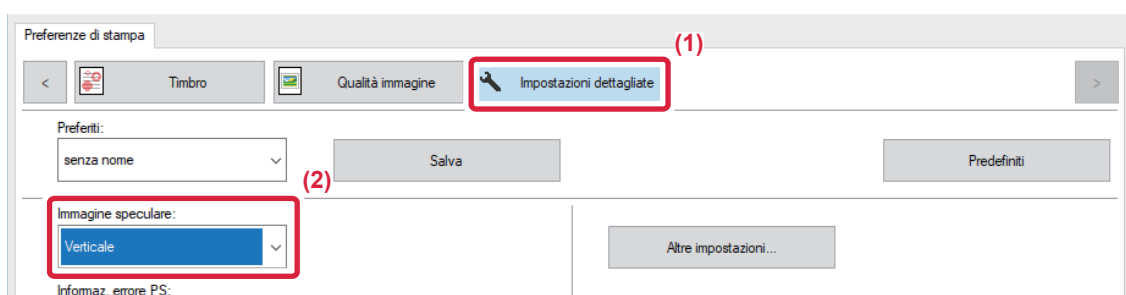 Preferenze di stampa
(1)
< Timbro Qualità immagine Impostazioni dettagliate >
Preferiti:
senza nome Salva Predefiniti
(2)
Immagine speculare:
Verticale Altre impostazioni...
Informaz. errore PS: